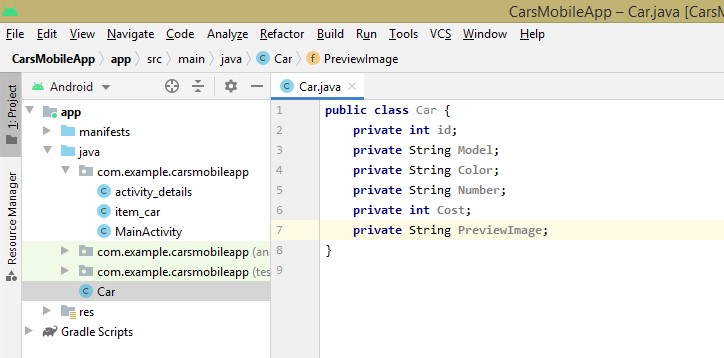 CarsMobileApp – Car.java [CarsM
File Edit View Navigate Code Analyze Refactor Build Run Tools VCS Window Help
CarsMobileApp app src main java Car PreviewImage
1: Project
Resource Manager
Android
app
manifests
java
com.example.carsmobileapp
activity_details
item_car
MainActivity
com.example.carsmobileapp (an
com.example.carsmobileapp (tes
Car
res
Gradle Scripts
Car.java
1 public class Car {
2 private int id;
3 private String Model;
4 private String Color;
5 private String Number;
6 private int Cost;
7 private String PreviewImage;
8 }
9